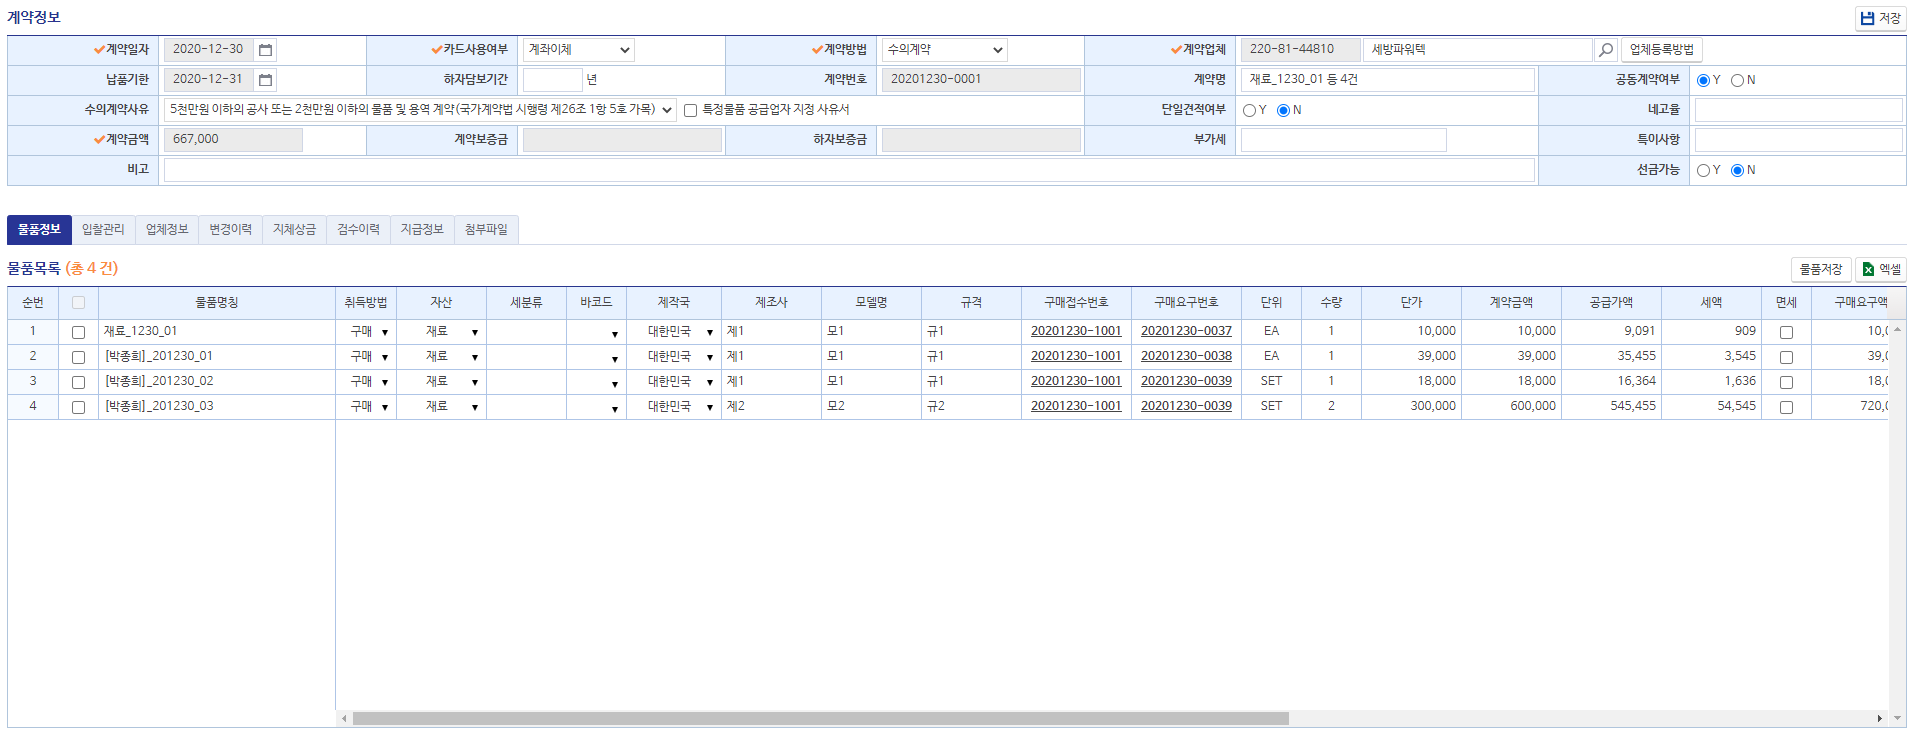 계약정보
저장
계약일자 2020-12-30 카드사용여부 계좌이체 계약방법 수의계약 계약업체 220-81-44810 세방파워텍 업체등록방법
납품기한 2020-12-31 하자담보기간 년 계약번호 20201230-0001 계약명 재료_1230_01 등 4건 공동계약여부 Y N
수의계약사유 5천만원 이하의 공사 또는 2천만원 이하의 물품 및 용역 계약(국가계약법 시행령 제26조 1항 5호 가목) 특정물품 공급업자 지정 사유서 단일견적여부 Y N 네고율
계약금액 667,000 계약보증금 하자보증금 부가세 특이사항
비고 선금가능 Y N
물품정보 입찰관리 업체정보 변경이력 지체상금 검수이력 지급정보 첨부파일
물품목록 (총 4 건) 물품저장 엑셀
순번 물품명칭 취득방법 자산 세분류 바코드 제작국 제조사 모델명 규격 구매접수번호 구매요구번호 단위 수량 단가 계약금액 공급가액 세액 면세 구매요구액
1 재료_1230_01 구매 재료 대한민국 제1 모1 규1 20201230-1001 20201230-0037 EA 1 10,000 10,000 9,091 909 10,0
2 [박종희]_201230_01 구매 재료 대한민국 제1 모1 규1 20201230-1001 20201230-0038 EA 1 39,000 39,000 35,455 3,545 39,0
3 [박종희]_201230_02 구매 재료 대한민국 제1 모1 규1 20201230-1001 20201230-0039 SET 1 18,000 18,000 16,364 1,636 18,0
4 [박종희]_201230_03 구매 재료 대한민국 제2 모2 규2 20201230-1001 20201230-0039 SET 2 300,000 600,000 545,455 54,545 720,0